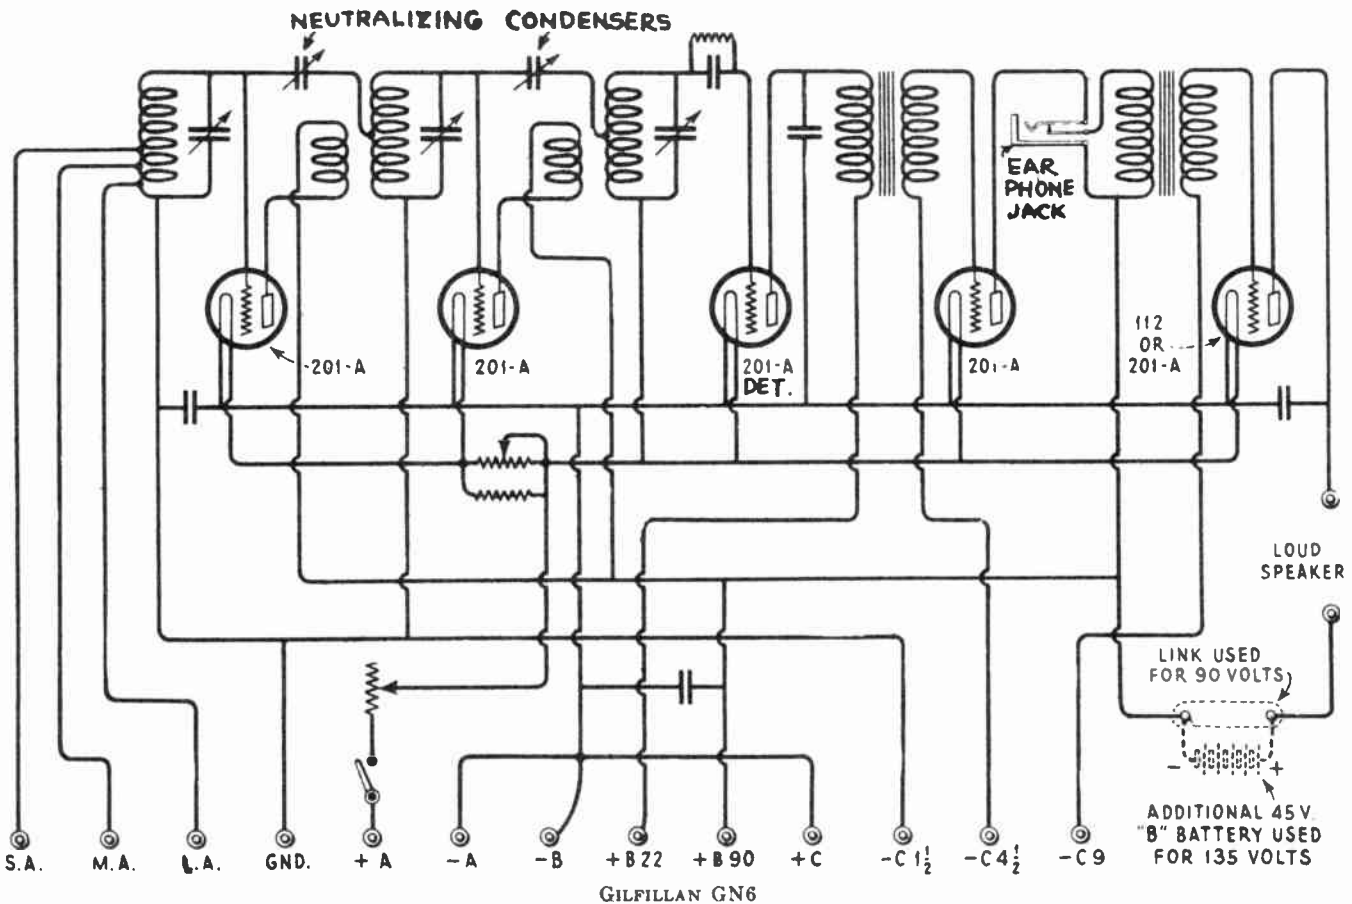 NEUTRALIZING CONDENSERS
EAR
PHONE
JACK
201-A
201-A
201-A
DET.
201-A
112
OR
201-A
LOUD
SPEAKER
LINK USED
FOR 90 VOLTS
- +
ADDITIONAL 45 V.
"B" BATTERY USED
FOR 135 VOLTS
S.A. M.A. L.A. GND. +A -A -B +B 22 +B 90 +C -C 1½ -C 4½ -C 9
GILFILLAN GN6